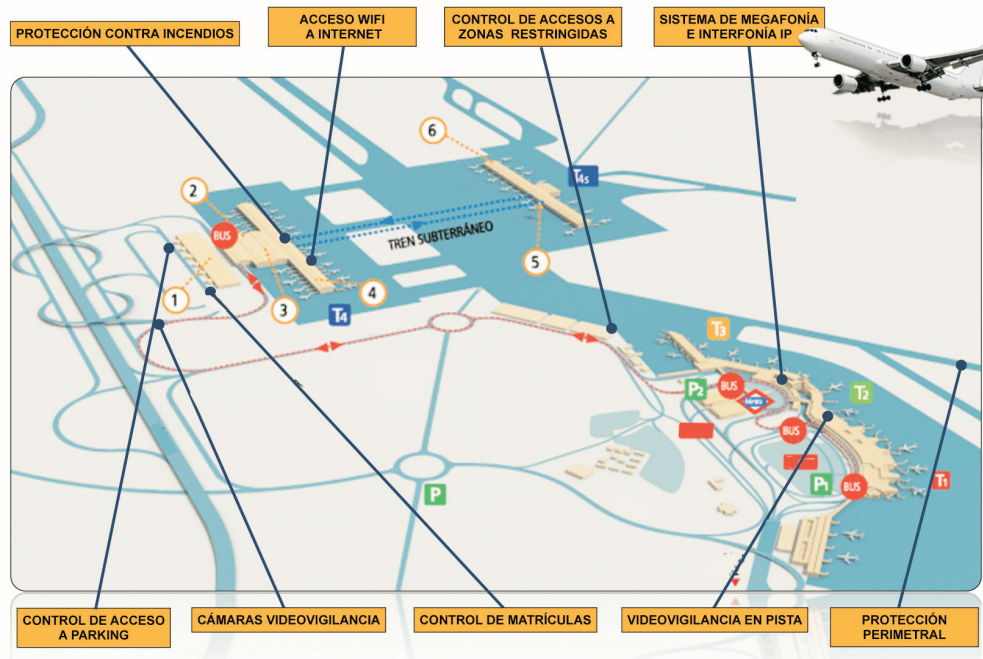 PROTECCIÓN CONTRA INCENDIOS
ACCESO WIFI
A INTERNET
CONTROL DE ACCESOS A
ZONAS RESTRINGIDAS
SISTEMA DE MEGAFONÍA
E INTERFONÍA IP
6
T4s
2
BUS
TREN SUBTERRÁNEO
5
1
3
4
T4
T3
P2
BUS
Metro
T2
BUS
P
P1
BUS
T1
CONTROL DE ACCESO
A PARKING
CÁMARAS VIDEOVIGILANCIA
CONTROL DE MATRÍCULAS
VIDEOVIGILANCIA EN PISTA
PROTECCIÓN
PERIMETRAL